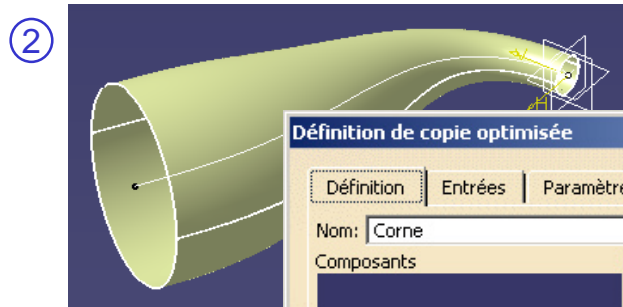 2
Définition de copie optimisée
Définition Entrées Paramètre
Nom: Corne
Composants